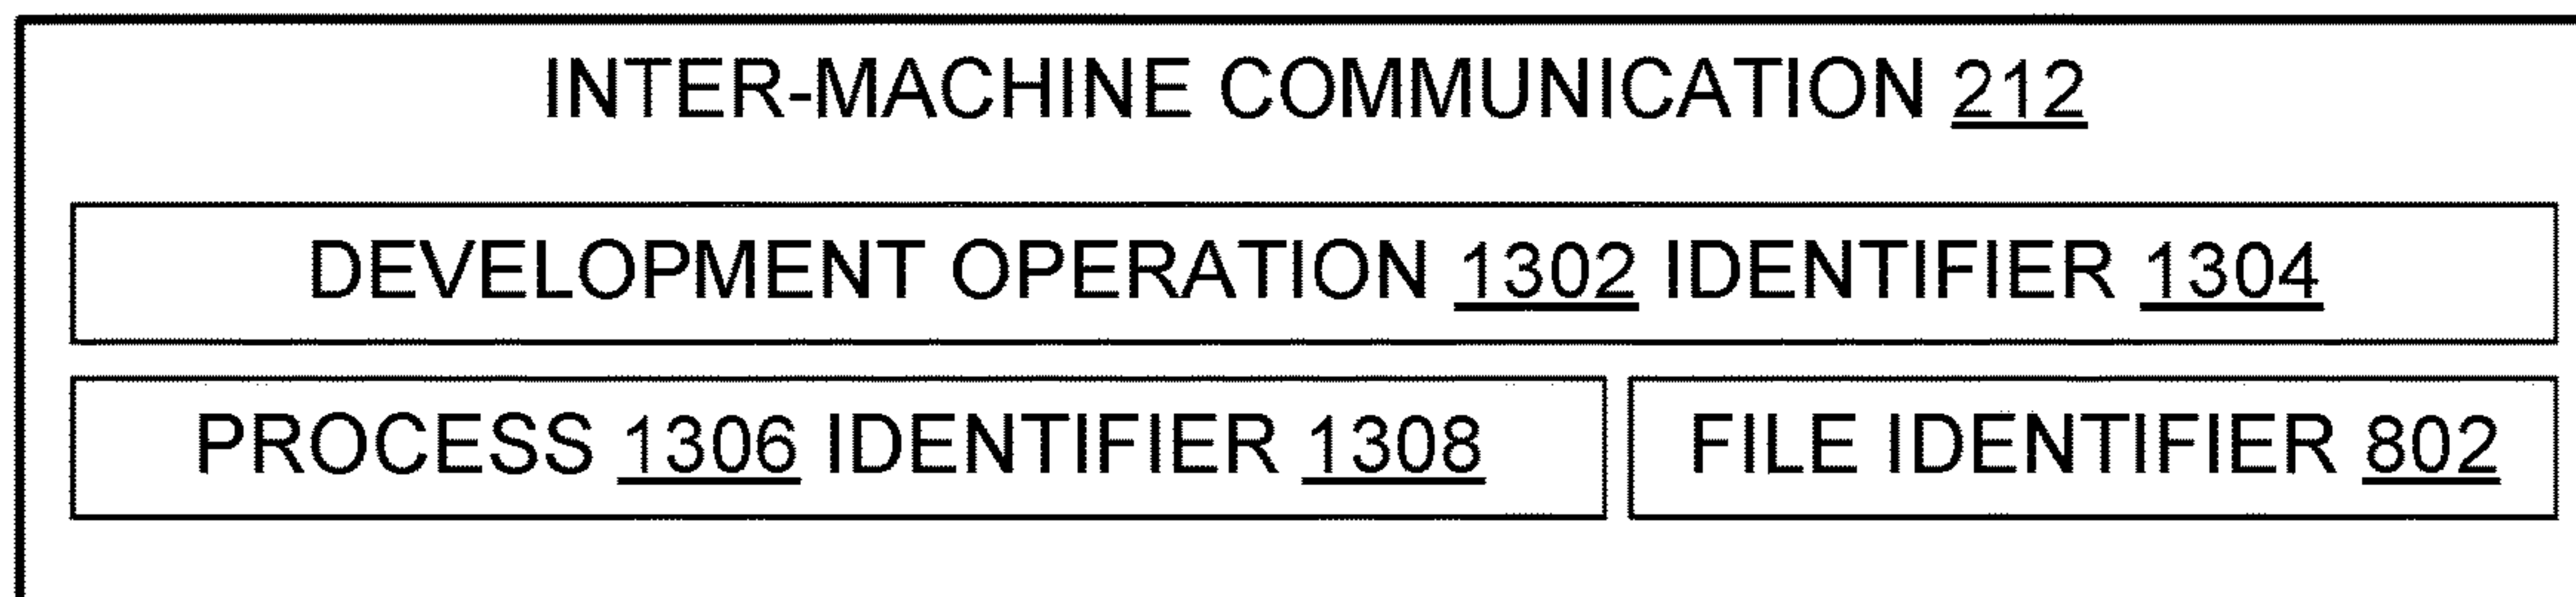 INTER-MACHINE COMMUNICATION 212
DEVELOPMENT OPERATION 1302 IDENTIFIER 1304
PROCESS 1306 IDENTIFIER 1308
FILE IDENTIFIER 802